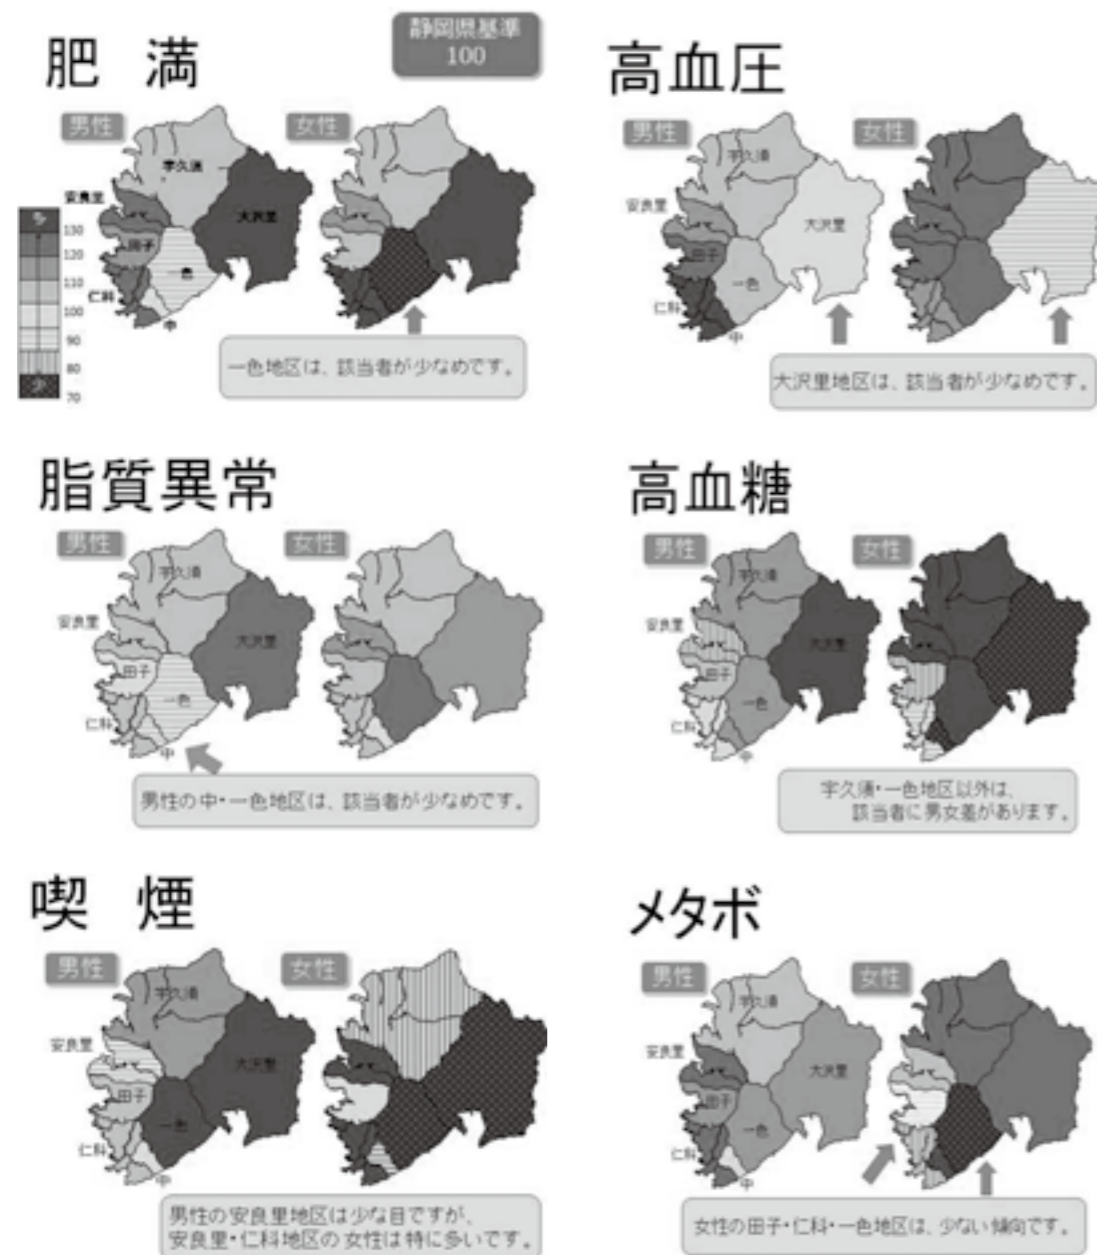 肥 満
静岡県基準
100
男性
女性
宇久須
安良里
大沢里
田子
一色
仁科
中
多
130
120
110
100
90
80
少
70
一色地区は、該当者が少なめです。
高血圧
男性
女性
宇久須
安良里
大沢里
田子
一色
仁科
中
大沢里地区は、該当者が少なめです。
脂質異常
男性
女性
宇久須
安良里
大沢里
田子
一色
仁科
中
男性の中・一色地区は、該当者が少なめです。
高血糖
男性
女性
宇久須
安良里
大沢里
田子
一色
仁科
中
宇久須・一色地区以外は、
該当者に男女差があります。
喫 煙
男性
女性
宇久須
安良里
大沢里
田子
一色
仁科
中
男性の安良里地区は少な目ですが、
安良里・仁科地区の女性は特に多いです。
メタボ
男性
女性
宇久須
安良里
大沢里
田子
一色
仁科
中
女性の田子・仁科・一色地区は、少ない傾向です。